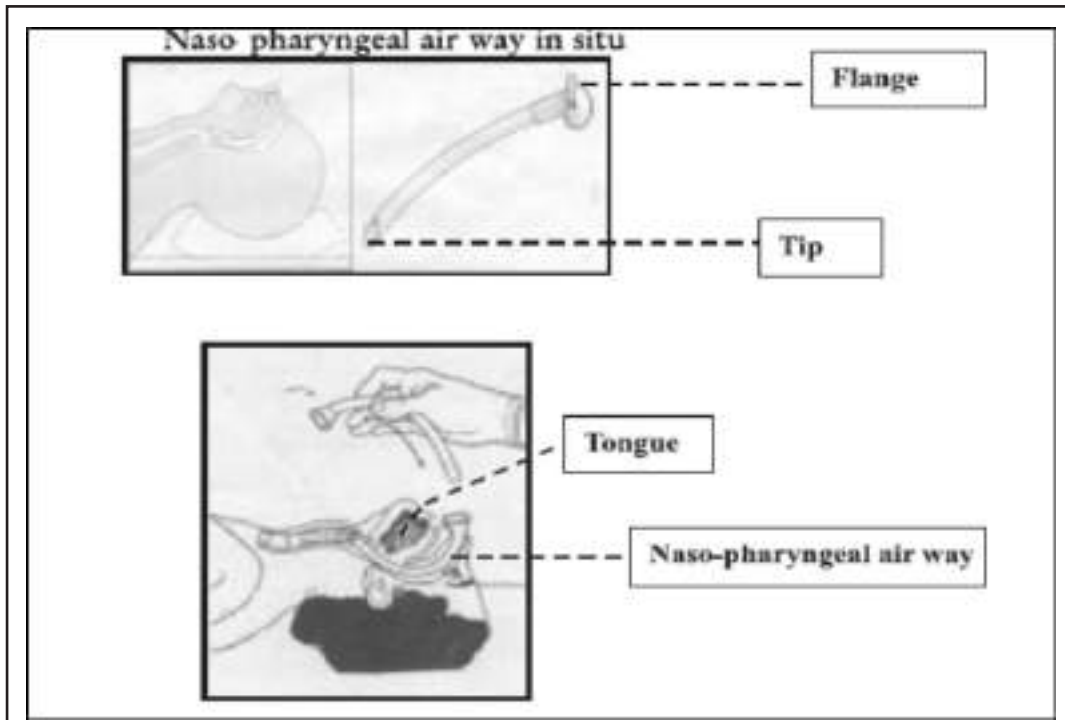 Naso- pharyngeal air way in situ
Flange
Tip
Tongue
Naso-pharyngeal air way